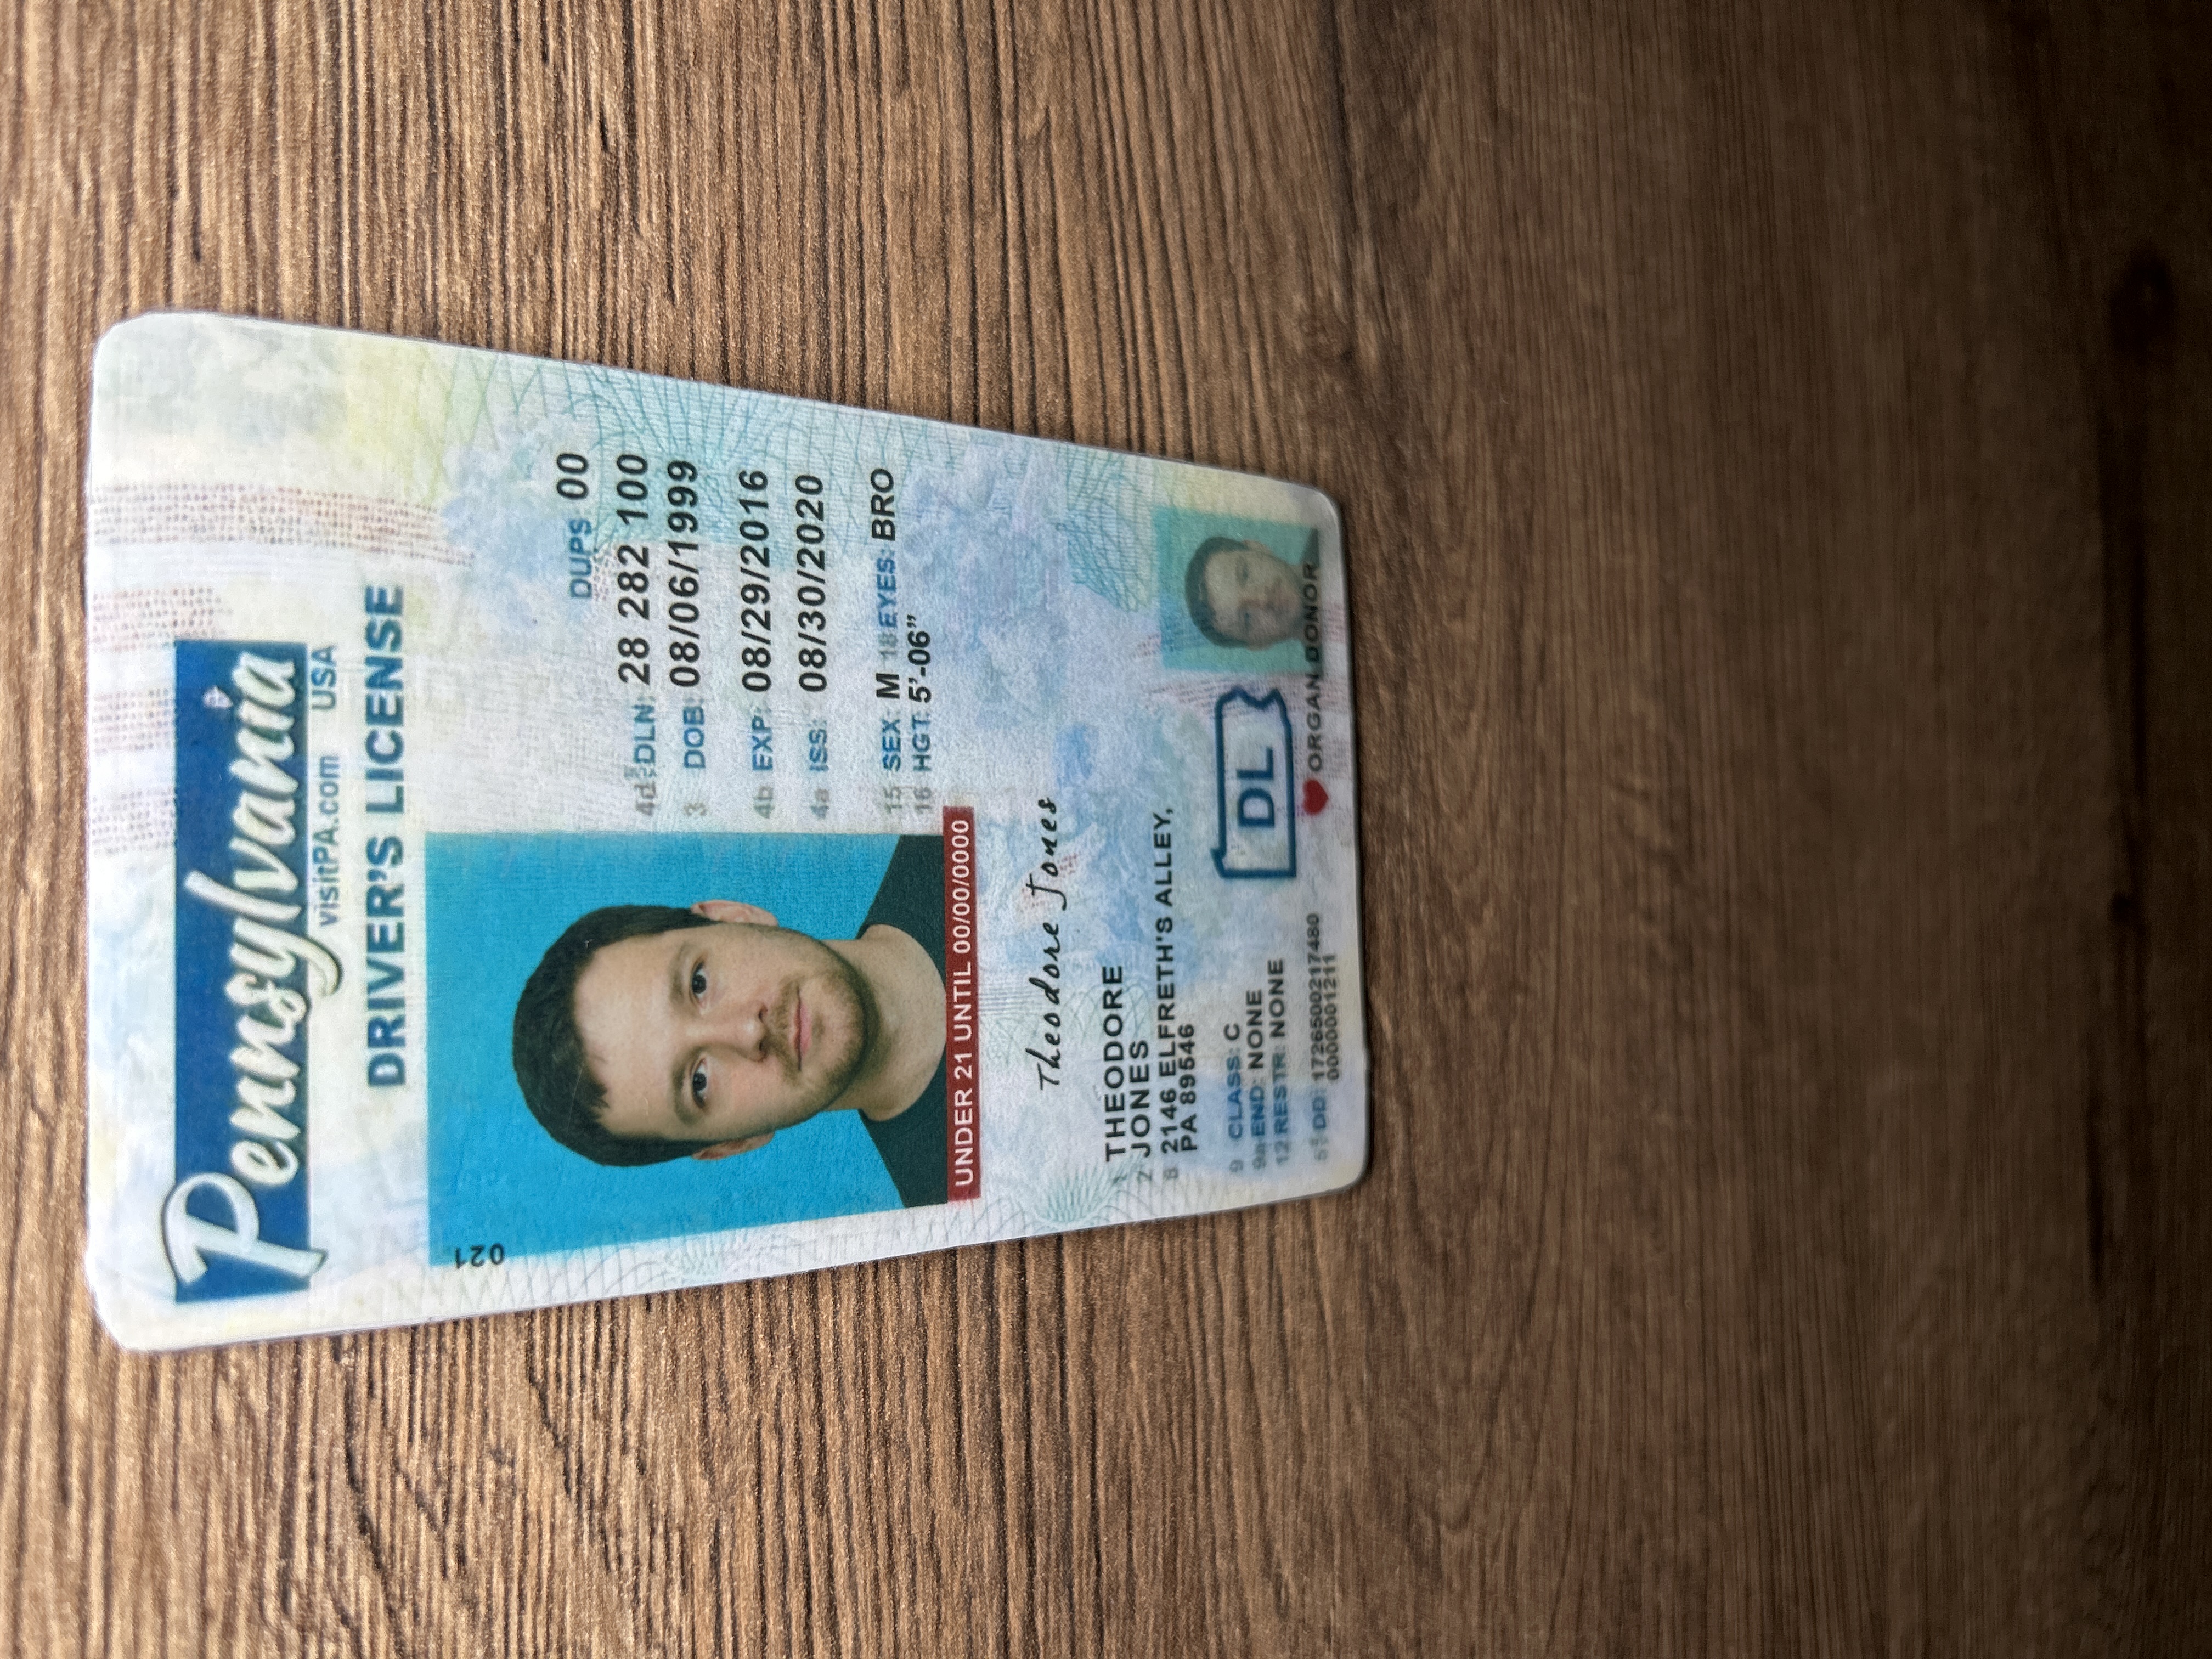 Pennsylvania
visitPA.com USA
DRIVER'S LICENSE
021
DUPS 00
4d DLN: 28 282 100
3 DOB: 08/06/1999
4b EXP: 08/29/2016
4a ISS: 08/30/2020
15 SEX: M 18 EYES: BRO
16 HGT: 5'-06"
UNDER 21 UNTIL 00/00/0000
Theodore Jones
THEODORE
2 JONES
8 2146 ELFRETH'S ALLEY,
PA 89546
9 CLASS: C
9a END: NONE
12 RESTR: NONE
DL
5 DD: 1726500217480
0000001211
ORGAN DONOR